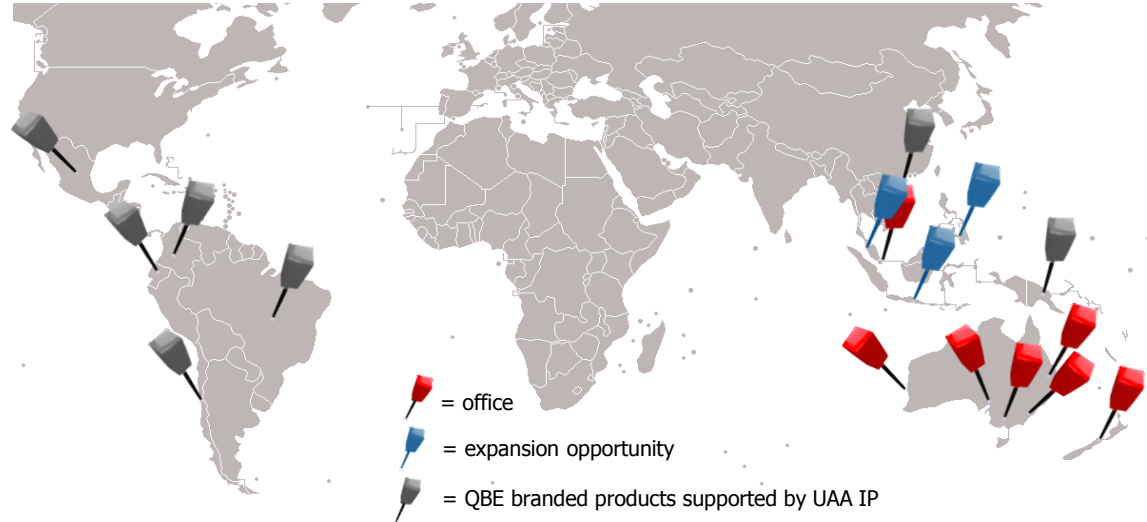 = office
= expansion opportunity
= QBE branded products supported by UAA IP